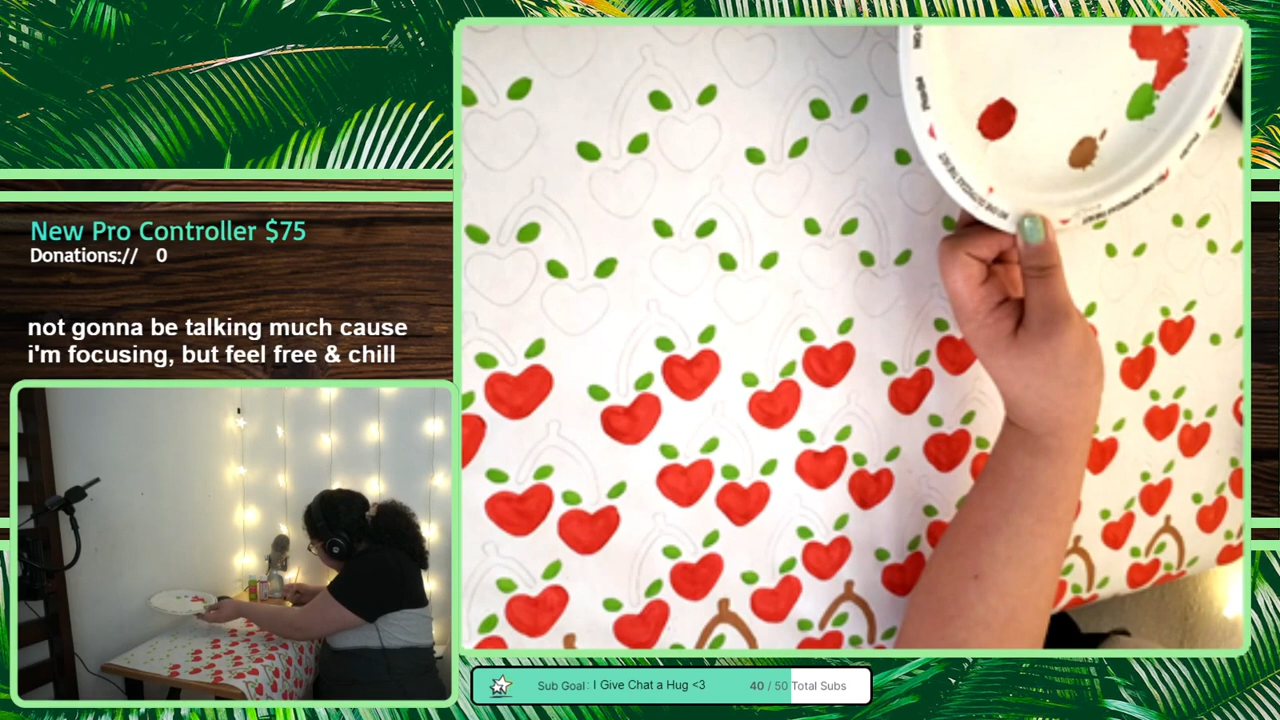 New Pro Controller $75
Donations:// 0
not gonna be talking much cause
i'm focusing, but feel free & chill
Sub Goal: I Give Chat a Hug <3 40 / 50 Total Subs